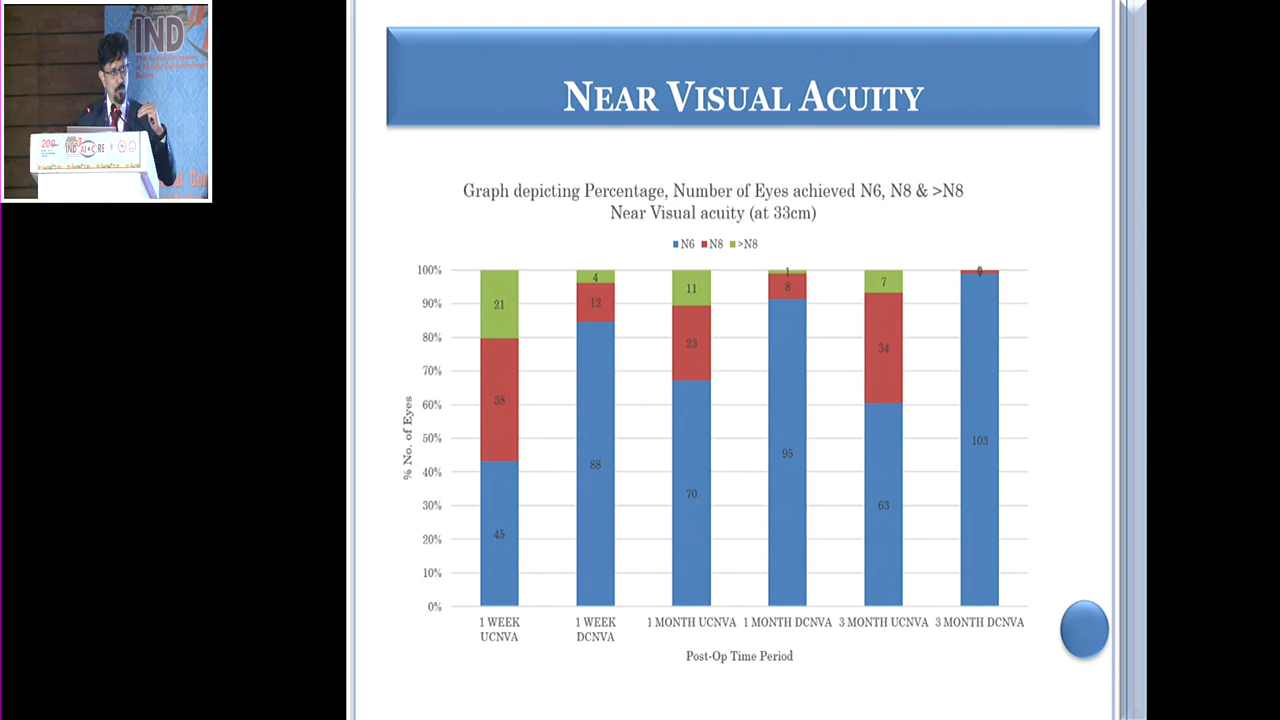 IND
NEAR VISUAL ACUITY
Graph depicting Percentage, Number of Eyes achieved N6, N8 & >N8
Near Visual acuity (at 33cm)
N6 N8 >N8
100%
90%
80%
70%
60%
50%
40%
30%
20%
10%
0%
% No. of Eyes
21
38
45
4
12
88
11
23
70
1
8
95
7
34
63
103
1 WEEK UCNVA
1 WEEK DCNVA
1 MONTH UCNVA
1 MONTH DCNVA
3 MONTH UCNVA
3 MONTH DCNVA
Post-Op Time Period